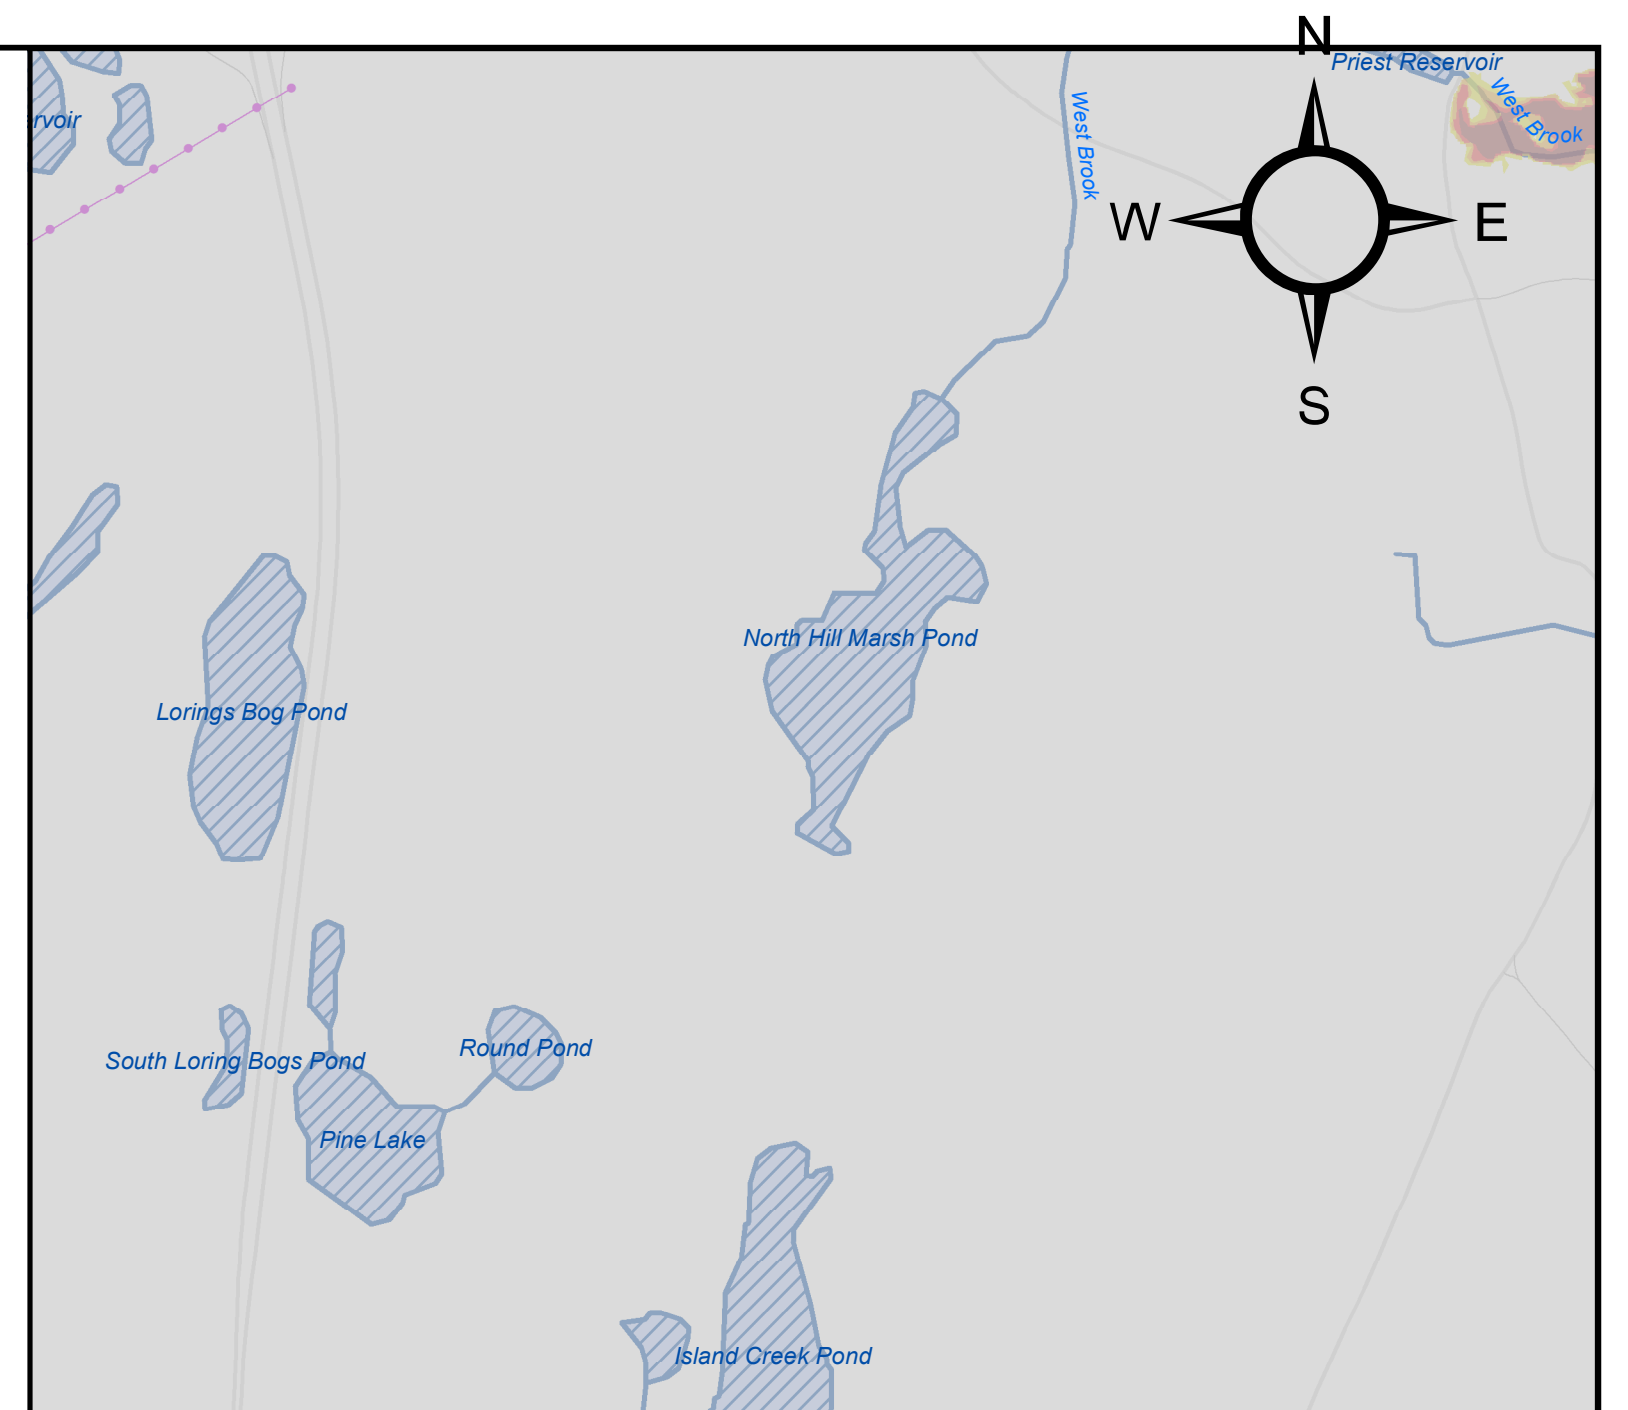 N
Priest Reservoir
West Brook
West Brook
rvoir
W
E
S
North Hill Marsh Pond
Lorings Bog Pond
Round Pond
South Loring Bogs Pond
Pine Lake
Island Creek Pond